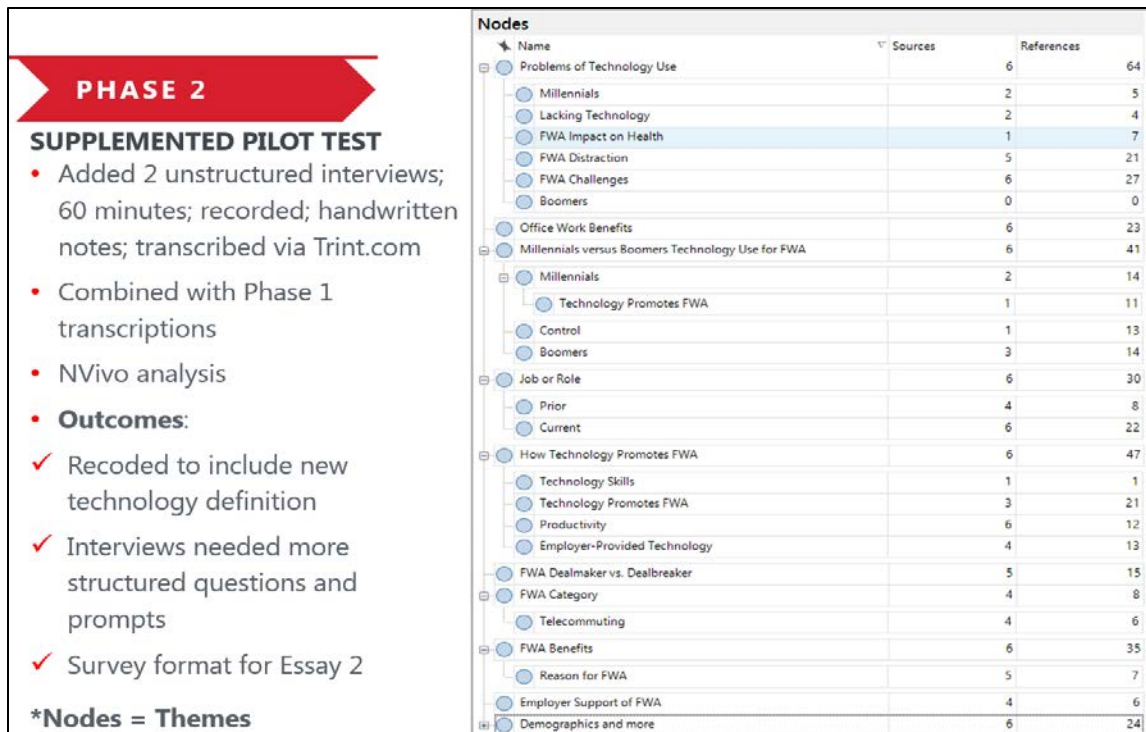 PHASE 2
SUPPLEMENTED PILOT TEST
• Added 2 unstructured interviews;
60 minutes; recorded; handwritten
notes; transcribed via Trint.com
• Combined with Phase 1
transcriptions
• NVivo analysis
• Outcomes:
✓ Recoded to include new
technology definition
✓ Interviews needed more
structured questions and
prompts
✓ Survey format for Essay 2
*Nodes = Themes
Nodes
Name Sources References
Problems of Technology Use 6 64
Millennials 2 5
Lacking Technology 2 4
FWA Impact on Health 1 7
FWA Distraction 5 21
FWA Challenges 6 27
Boomers 0 0
Office Work Benefits 6 23
Millennials versus Boomers Technology Use for FWA 6 41
Millennials 2 14
Technology Promotes FWA 1 11
Control 1 13
Boomers 3 14
Job or Role 6 30
Prior 4 8
Current 6 22
How Technology Promotes FWA 6 47
Technology Skills 1 1
Technology Promotes FWA 3 21
Productivity 6 12
Employer-Provided Technology 4 13
FWA Dealmaker vs. Dealbreaker 5 15
FWA Category 4 8
Telecommuting 4 6
FWA Benefits 6 35
Reason for FWA 5 7
Employer Support of FWA 4 6
Demographics and more 6 24